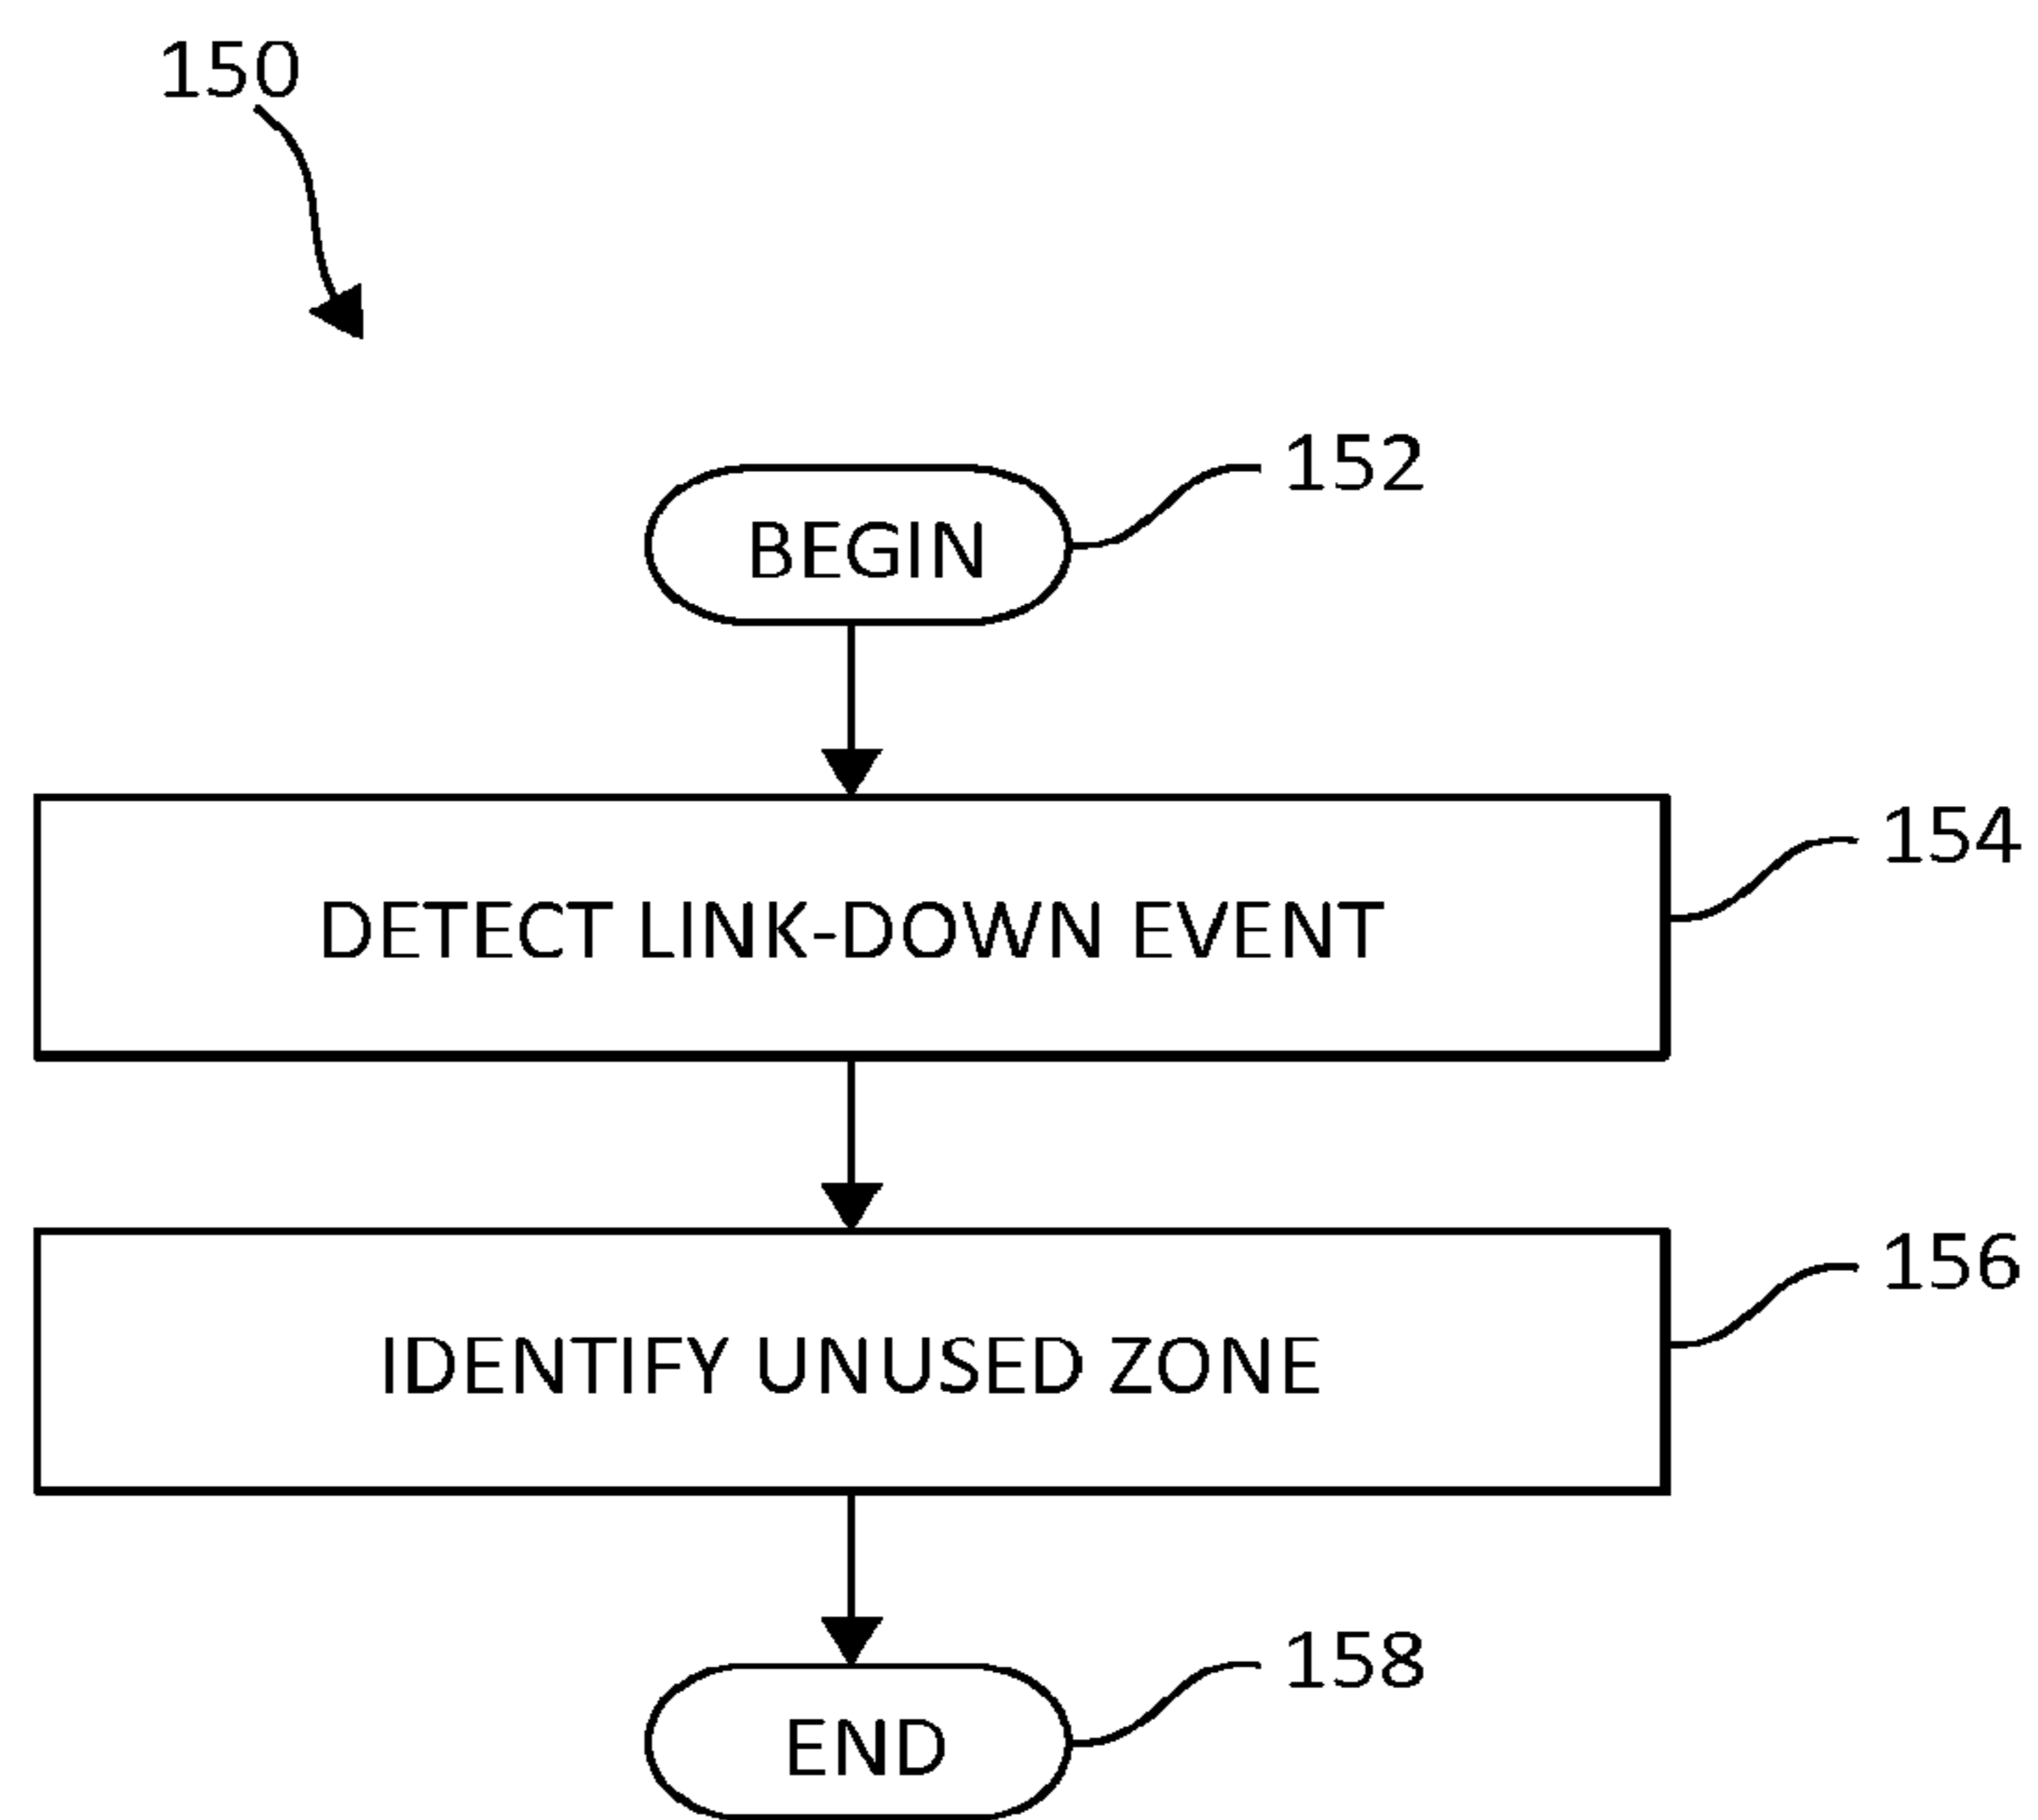 150
152
BEGIN
154
DETECT LINK-DOWN EVENT
156
IDENTIFY UNUSED ZONE
158
END